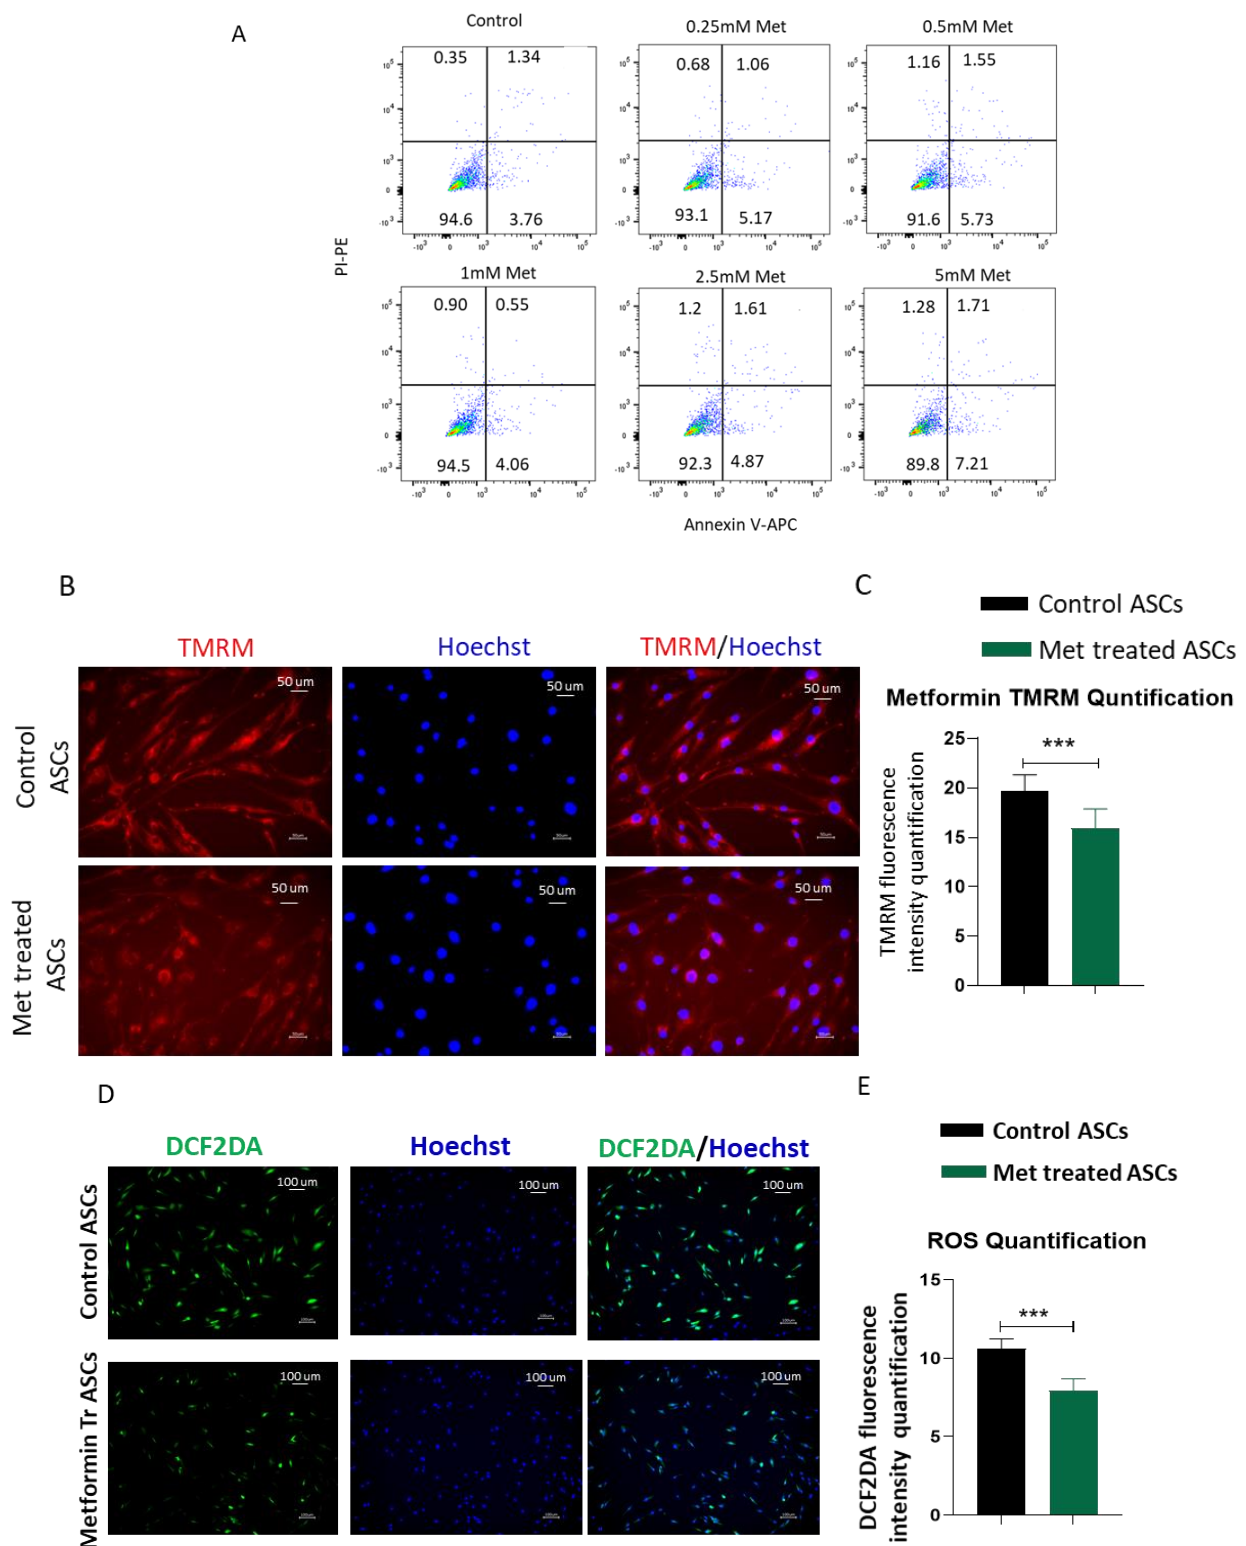 A
Control
0.25mM Met
0.5mM Met
0.35 1.34
0.68 1.06
1.16 1.55
94.6 3.76
93.1 5.17
91.6 5.73
PI-PE
1mM Met
2.5mM Met
5mM Met
0.90 0.55
1.2 1.61
1.28 1.71
94.5 4.06
92.3 4.87
89.8 7.21
Annexin V-APC
B
TMRM
Hoechst
TMRM/Hoechst
Control
ASCs
50 um
50 um
50 um
Met treated
ASCs
50 um
50 um
50 um
C
Control ASCs
Met treated ASCs
Metformin TMRM Quntification
TMRM fluorescence
intensity quantification
25
20
15
10
5
0
***
D
DCF2DA
Hoechst
DCF2DA/Hoechst
Control ASCs
100 um
100 um
100 um
Metformin Tr ASCs
100 um
100 um
100 um
E
Control ASCs
Met treated ASCs
ROS Quantification
DCF2DA fluorescence
intensity quantification
15
10
5
0
***